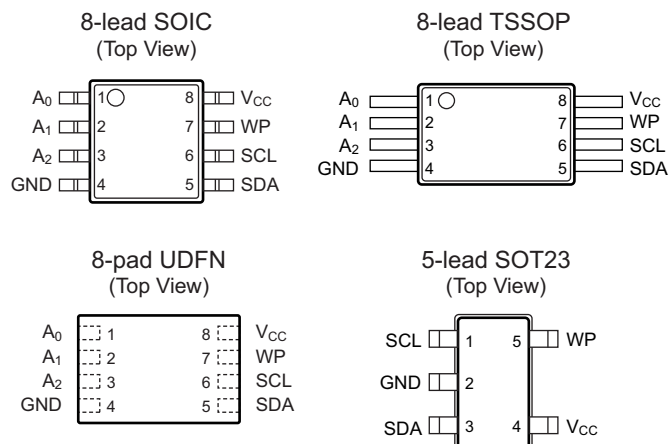 8-lead SOIC
(Top View)
A0 1 8 VCC
A1 2 7 WP
A2 3 6 SCL
GND 4 5 SDA
8-lead TSSOP
(Top View)
A0 1 8 VCC
A1 2 7 WP
A2 3 6 SCL
GND 4 5 SDA
8-pad UDFN
(Top View)
A0 1 8 VCC
A1 2 7 WP
A2 3 6 SCL
GND 4 5 SDA
5-lead SOT23
(Top View)
SCL 1 5 WP
GND 2
SDA 3 4 VCC